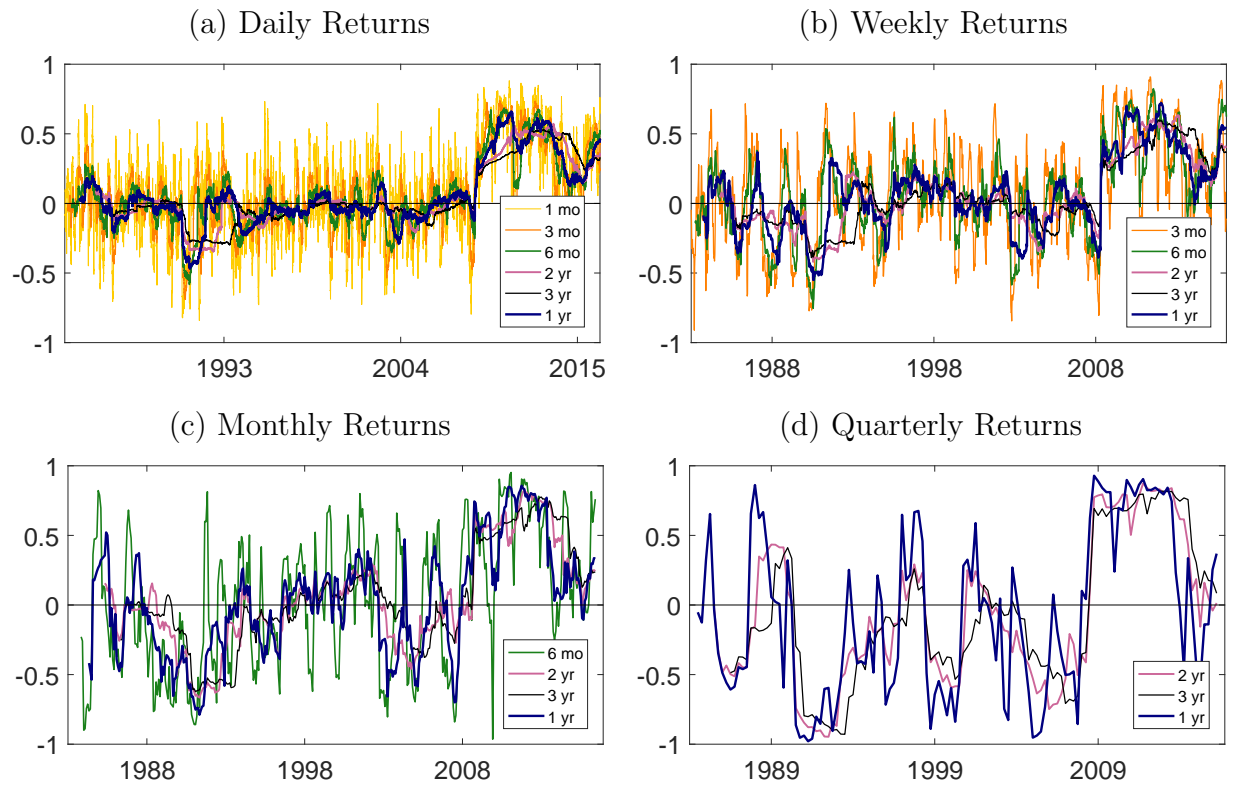 (a) Daily Returns
1
0.5
0
-0.5
-1
1993
2004
2015
1 mo
3 mo
6 mo
2 yr
3 yr
1 yr
(b) Weekly Returns
1
0.5
0
-0.5
-1
1988
1998
2008
3 mo
6 mo
2 yr
3 yr
1 yr
(c) Monthly Returns
1
0.5
0
-0.5
-1
1988
1998
2008
6 mo
2 yr
3 yr
1 yr
(d) Quarterly Returns
1
0.5
0
-0.5
-1
1989
1999
2009
2 yr
3 yr
1 yr